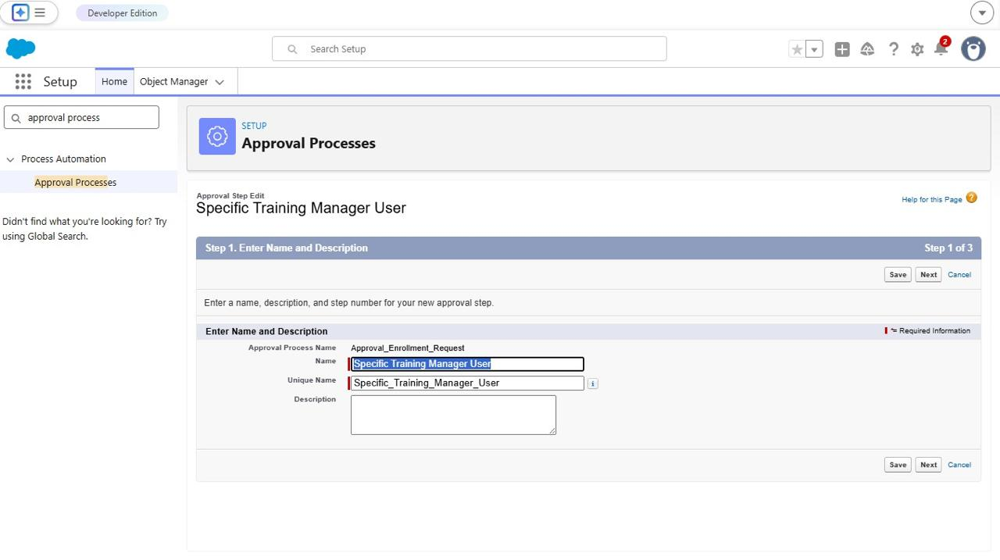 Developer Edition
Search Setup
2
Setup
Home
Object Manager
approval process
Process Automation
Approval Processes
Didn't find what you're looking for? Try
using Global Search.
SETUP
Approval Processes
Approval Step Edit
Specific Training Manager User
Help for this Page
Step 1. Enter Name and Description
Step 1 of 3
Save
Next
Cancel
Enter a name, description, and step number for your new approval step.
Enter Name and Description
= Required Information
Approval Process Name
Approval_Enrollment_Request
Name
Specific Training Manager User
Unique Name
Specific_Training_Manager_User
i
Description
Save
Next
Cancel